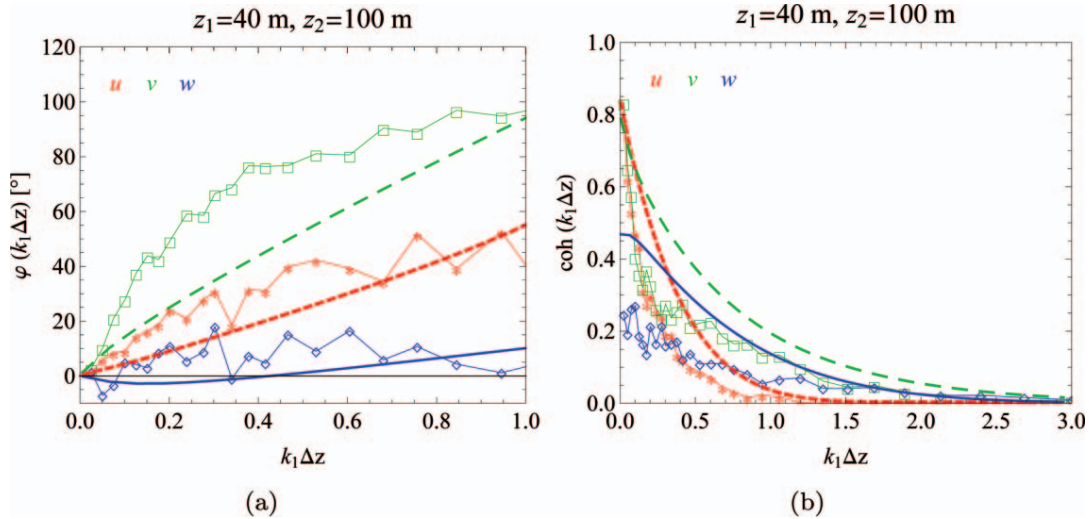 z₁=40 m, z₂=100 m
120
100
80
60
40
20
0
u v w
φ (k₁Δz) [°]
0.0 0.2 0.4 0.6 0.8 1.0
k₁Δz
(a)
z₁=40 m, z₂=100 m
1.0
0.8
0.6
0.4
0.2
0.0
u v w
coh (k₁Δz)
0.0 0.5 1.0 1.5 2.0 2.5 3.0
k₁Δz
(b)